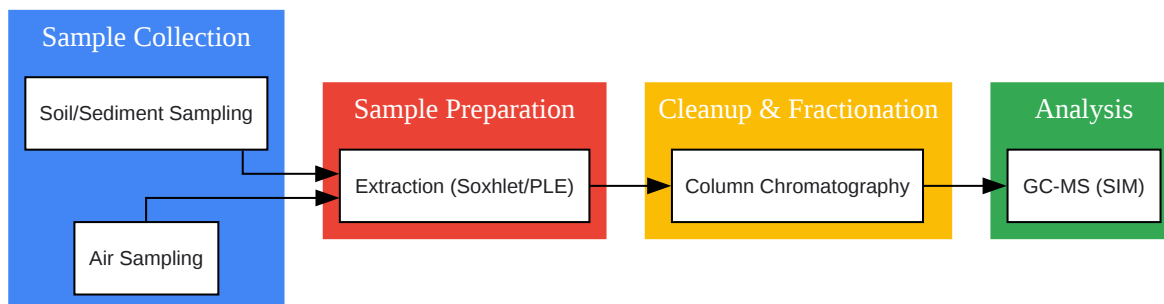 Sample Collection
Soil/Sediment Sampling
Air Sampling
Sample Preparation
Extraction (Soxhlet/PLE)
Cleanup & Fractionation
Column Chromatography
Analysis
GC-MS (SIM)